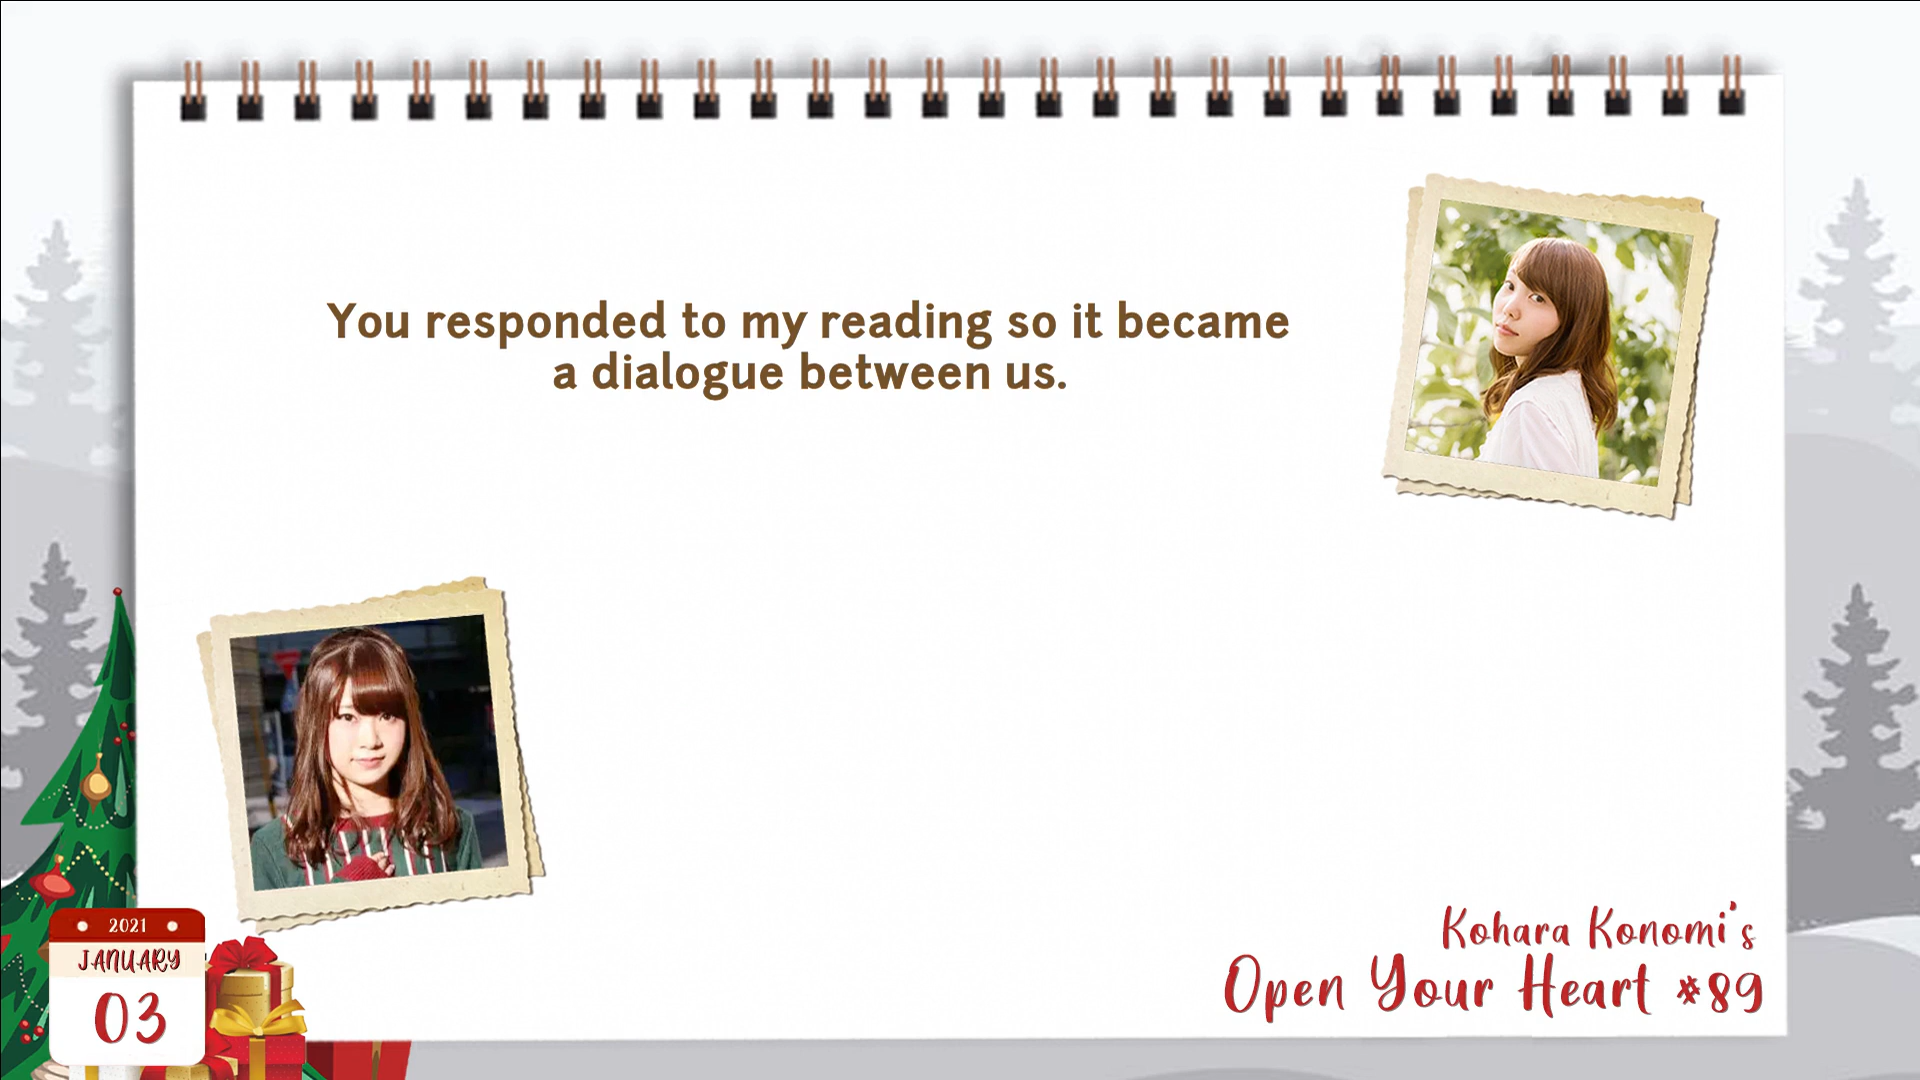 You responded to my reading so it became
a dialogue between us.
2021
JANUARY
03
Kohara Konomi's
Open Your Heart #89